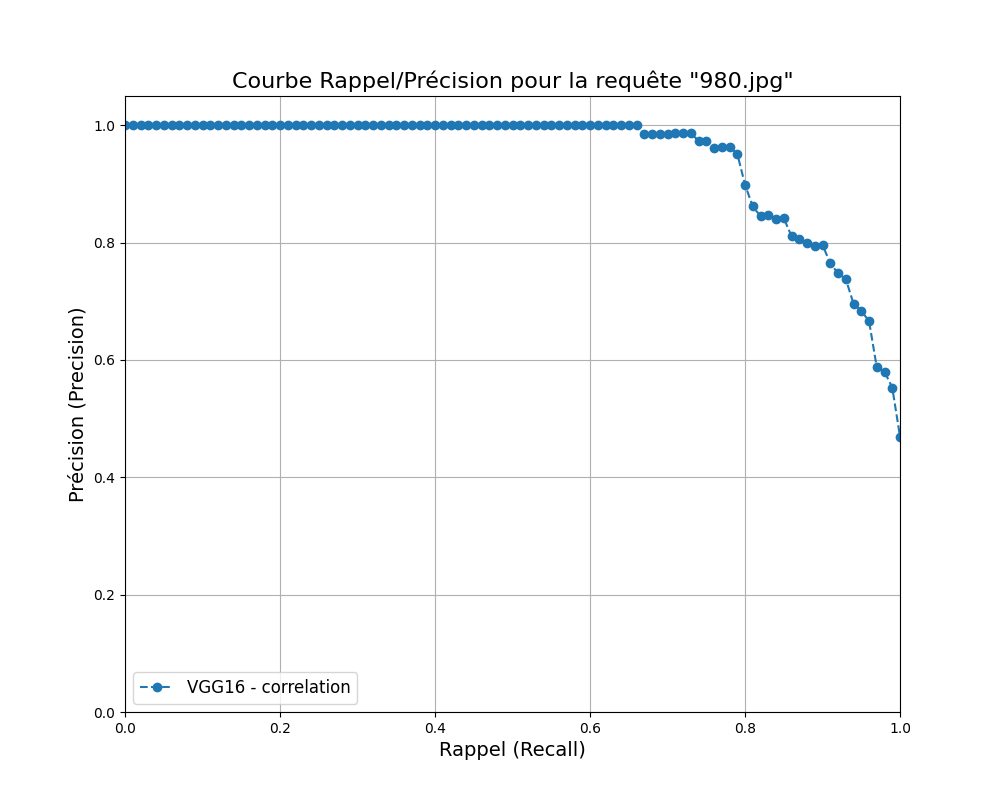 Courbe Rappel/Précision pour la requête "980.jpg"
Précision (Precision)
1.0
0.8
0.6
0.4
0.2
0.0
VGG16 - correlation
0.0 0.2 0.4 0.6 0.8 1.0
Rappel (Recall)